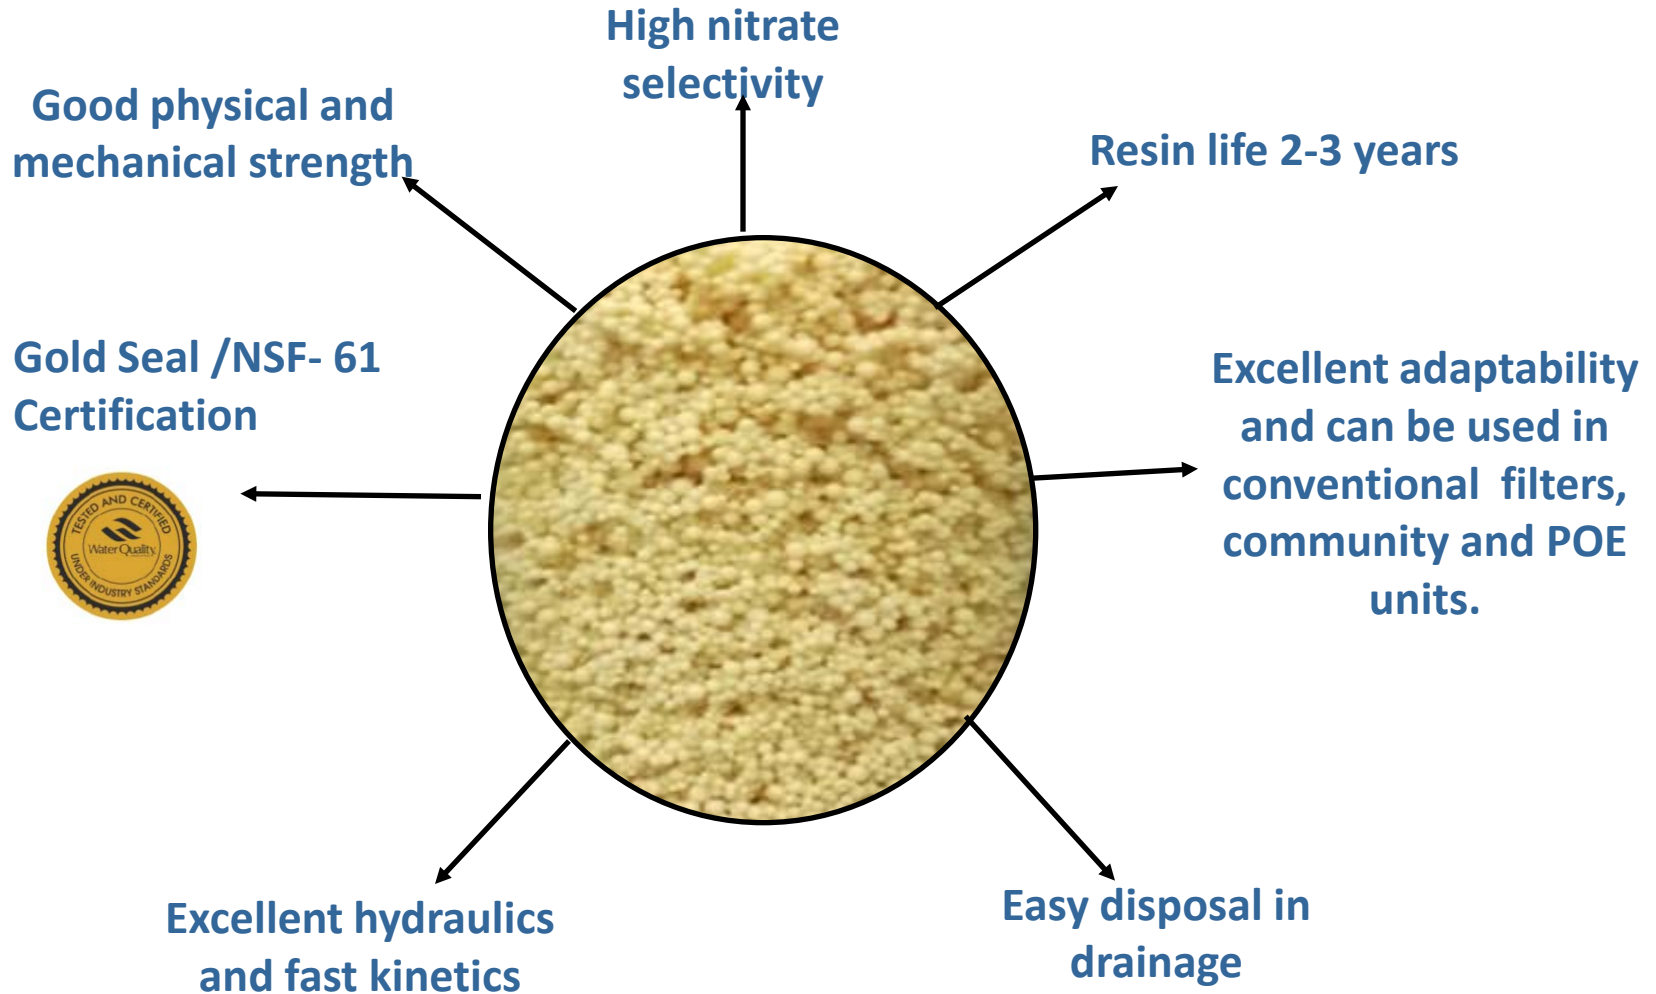 High nitrate
selectivity
Good physical and
mechanical strength
Resin life 2-3 years
Gold Seal /NSF- 61
Certification
Excellent adaptability
and can be used in
conventional  filters,
community and POE
units.
TESTED AND CERTIFIED
Water Quality
UNDER INDUSTRY STANDARDS
Excellent hydraulics
and fast kinetics
Easy disposal in
drainage